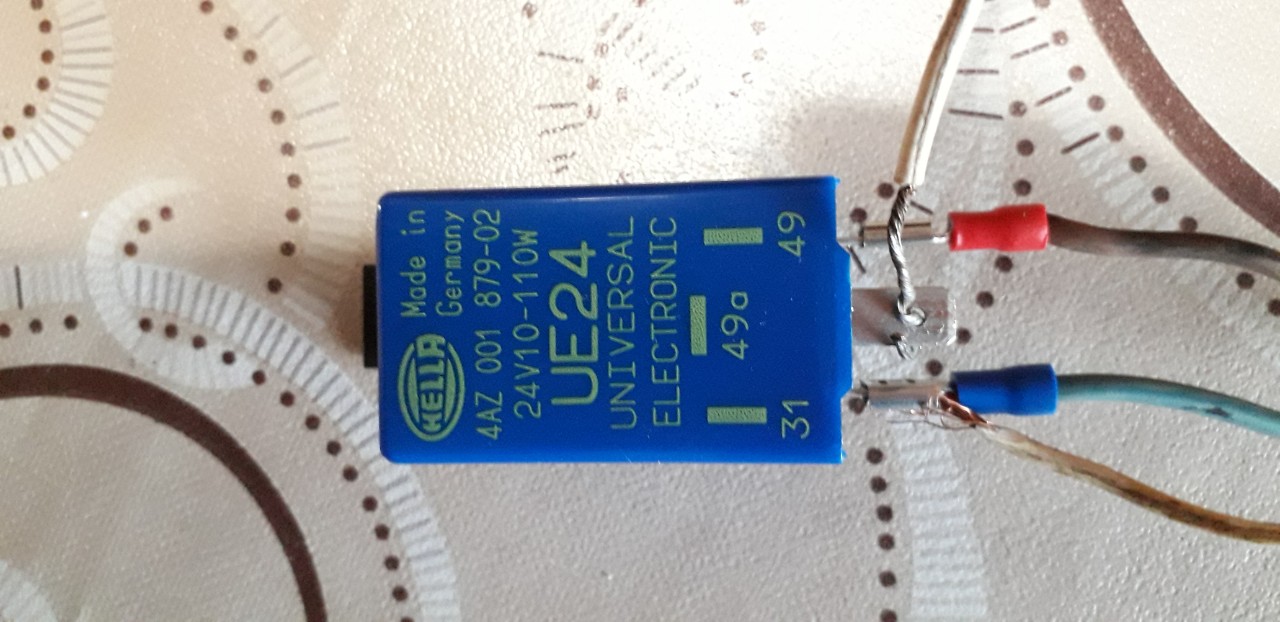 Made in
Germany
HELLA
4AZ 001 879-02
24V10-110W
UE24
UNIVERSAL
ELECTRONIC
31
49a
49